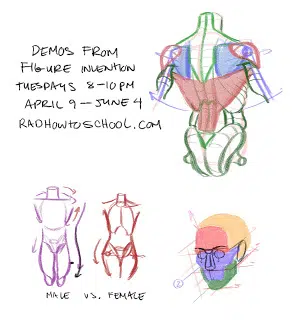 DEMOS FROM
FIGURE INVENTION
TUESDAYS 8-10PM
APRIL 9 - JUNE 4
RADHOWTOSCHOOL.COM
MALE VS. FEMALE